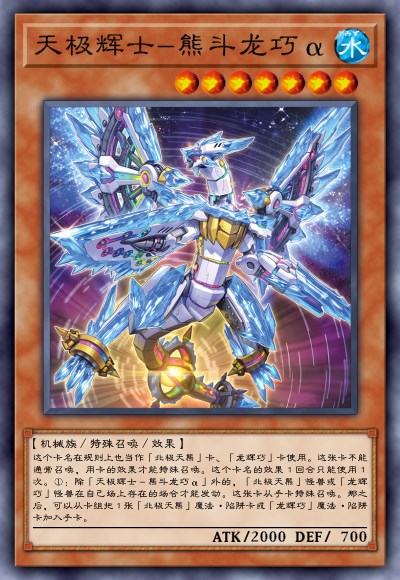 天极辉士-熊斗龙巧α
水
【机械族/特殊召唤/效果】
这个卡名在规则上也当作「北极天熊」卡、「龙辉巧」卡使用。这张卡不能
通常召唤，用卡的效果才能特殊召唤。这个卡名的效果1回合只能使用1
次。①：除「天极辉士-熊斗龙巧α」外的，「北极天熊」怪兽或「龙辉
巧」怪兽在自己场上存在的场合才能发动。这张卡从手卡特殊召唤。那之
后，可以从卡组把1张「北极天熊」魔法·陷阱卡或「龙辉巧」魔法·陷阱
卡加入手卡。
ATK/2000 DEF/ 700